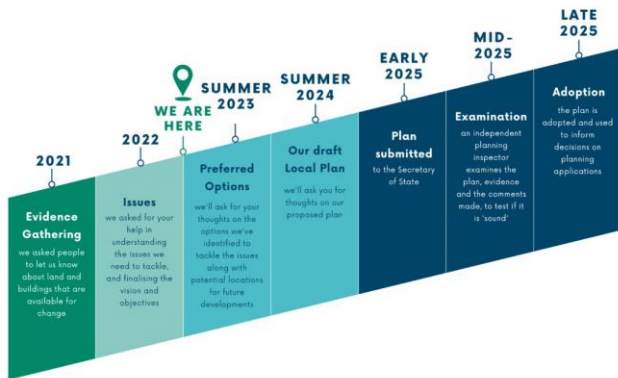 2021
Evidence
Gathering
we asked people
to let us know
about land and
buildings that are
available for
change
2022
Issues
we asked for your
help in
understanding
the issues we
need to tackle,
and finalising the
vision and
objectives
WE ARE
HERE
SUMMER
2023
Preferred
Options
we'll ask for your
thoughts on the
options we've
identified to
tackle the issues
along with
potential locations
for future
developments
SUMMER
2024
Our draft
Local Plan
we'll ask you for
thoughts on our
proposed plan
EARLY
2025
Plan
submitted
to the Secretary
of State
MID-
2025
Examination
an independent
planning
inspector
examines the
plan, evidence
and the comments
made, to test if it
is 'sound'
LATE
2025
Adoption
the plan is
adopted and used
to inform
decisions on
planning
applications